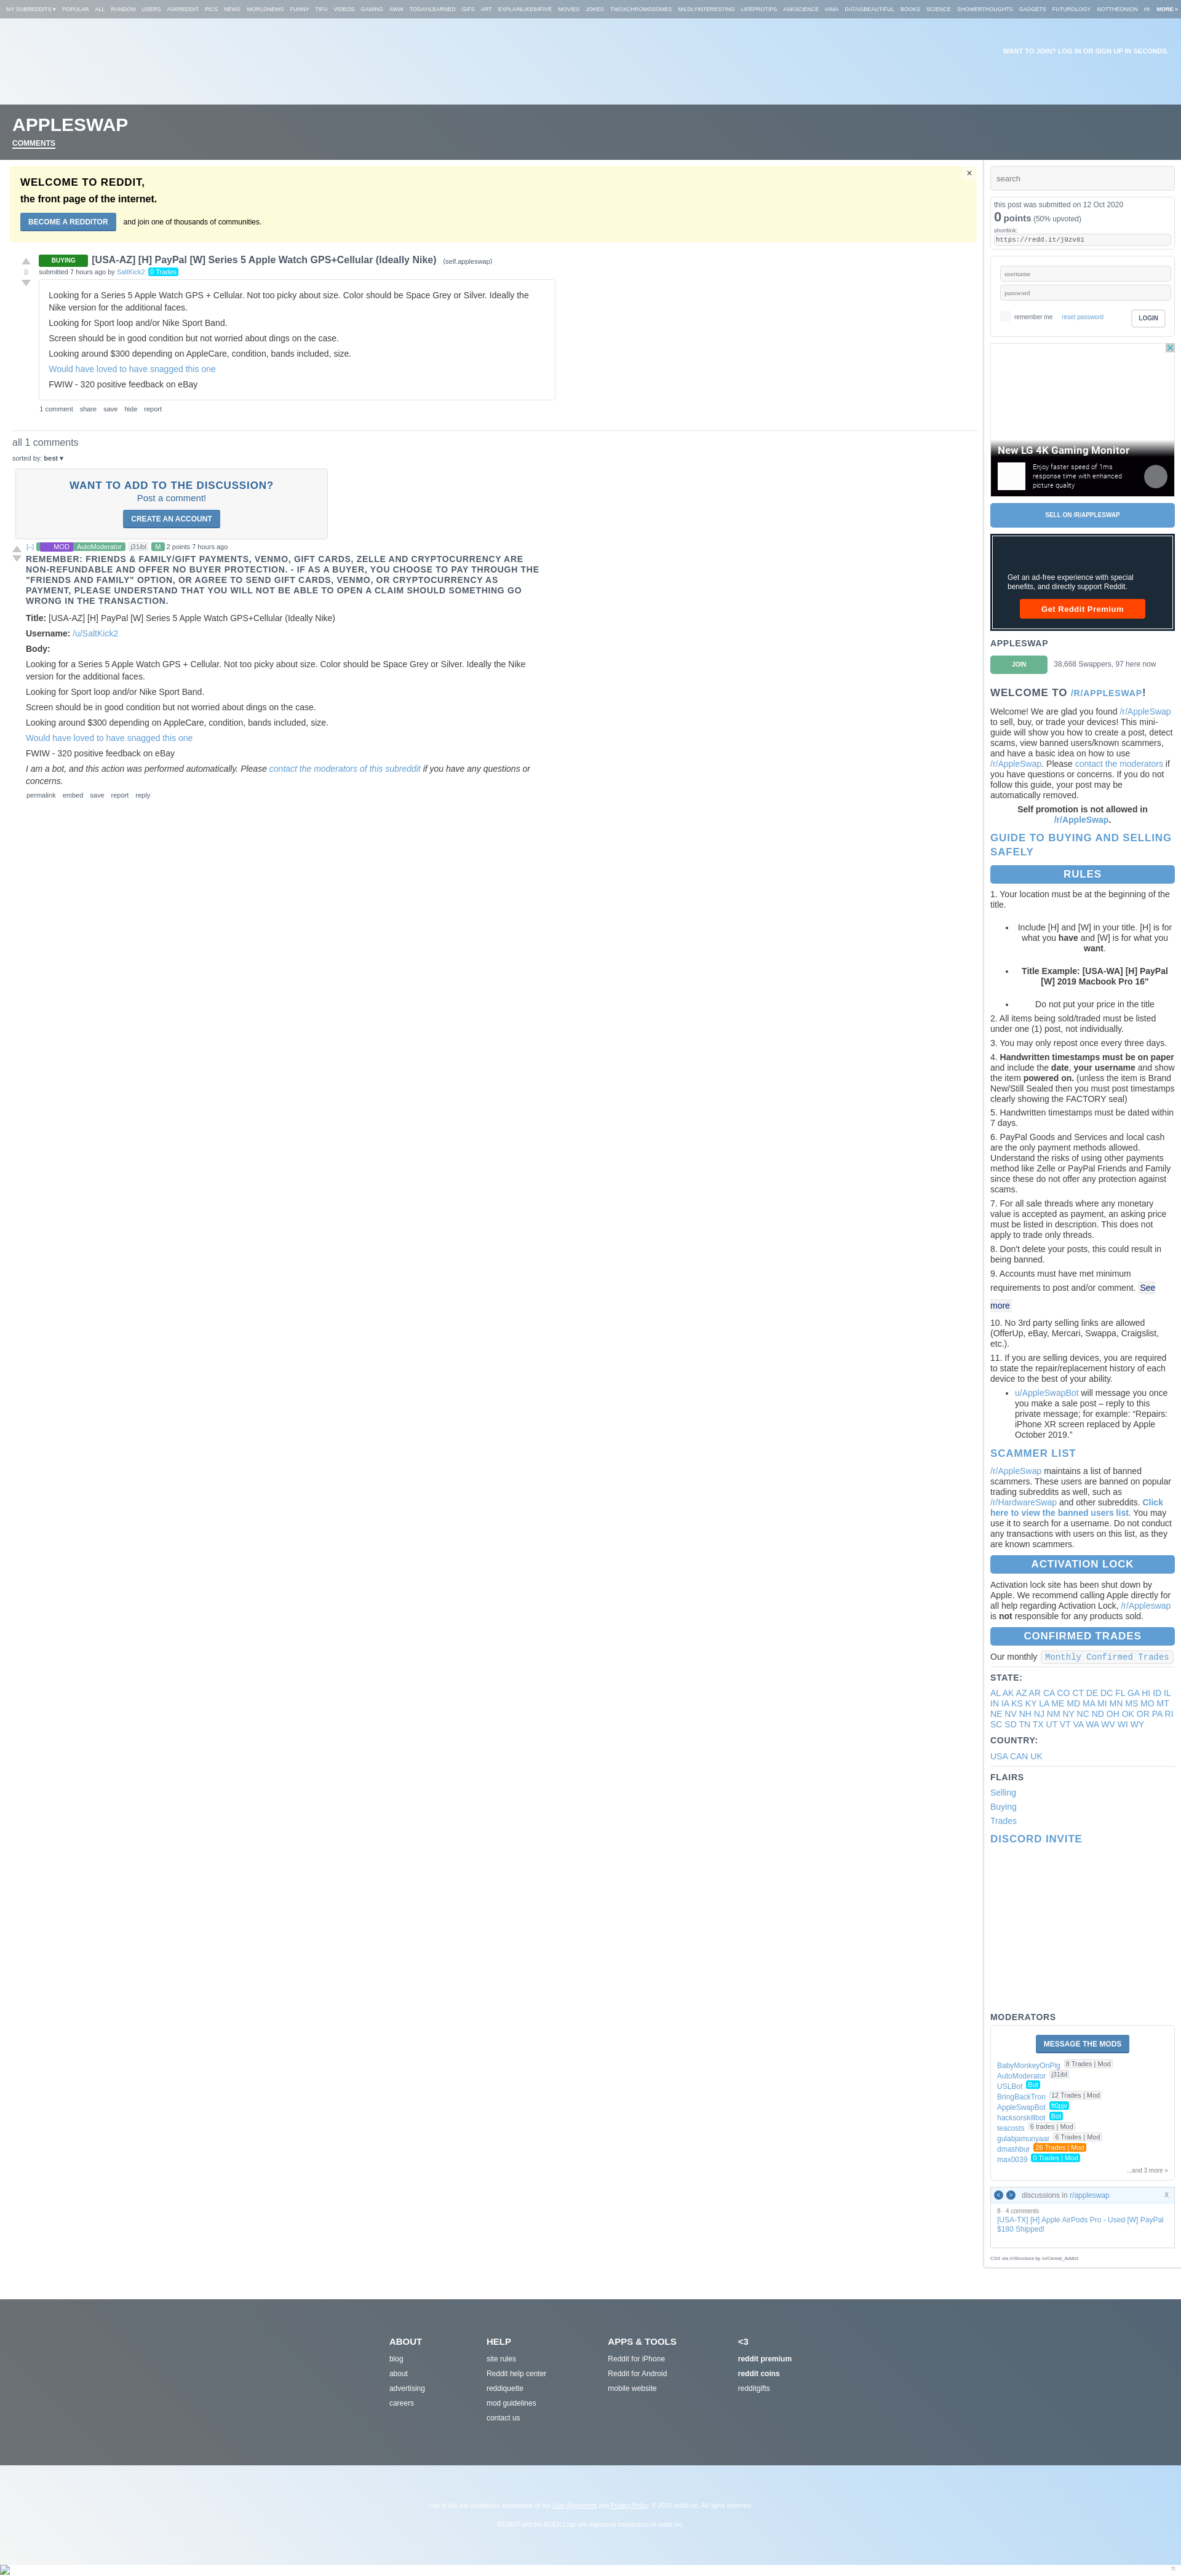 MY SUBREDDITS ▾ POPULAR ALL RANDOM USERS ASKREDDIT PICS NEWS WORLDNEWS FUNNY TIFU VIDEOS GAMING AWW TODAYILEARNED GIFS ART EXPLAINLIKEIMFIVE MOVIES JOKES TWOXCHROMOSOMES MILDLYINTERESTING LIFEPROTIPS ASKSCIENCE IAMA DATAISBEAUTIFUL BOOKS SCIENCE SHOWERTHOUGHTS GADGETS FUTUROLOGY NOTTHEONION HI MORE »
WANT TO JOIN? LOG IN OR SIGN UP IN SECONDS.
APPLESWAP
COMMENTS
WELCOME TO REDDIT,
the front page of the internet.
BECOME A REDDITOR and join one of thousands of communities.
×
0
BUYING [USA-AZ] [H] PayPal [W] Series 5 Apple Watch GPS+Cellular (Ideally Nike) (self.appleswap)
submitted 7 hours ago by SaltKick2 0 Trades
Looking for a Series 5 Apple Watch GPS + Cellular. Not too picky about size. Color should be Space Grey or Silver. Ideally the
Nike version for the additional faces.
Looking for Sport loop and/or Nike Sport Band.
Screen should be in good condition but not worried about dings on the case.
Looking around $300 depending on AppleCare, condition, bands included, size.
Would have loved to have snagged this one
FWIW - 320 positive feedback on eBay
1 comment share save hide report
all 1 comments
sorted by: best ▾
WANT TO ADD TO THE DISCUSSION?
Post a comment!
CREATE AN ACCOUNT
[–] MOD AutoModerator j31ibl M 2 points 7 hours ago
REMEMBER: FRIENDS & FAMILY/GIFT PAYMENTS, VENMO, GIFT CARDS, ZELLE AND CRYPTOCURRENCY ARE
NON-REFUNDABLE AND OFFER NO BUYER PROTECTION. - IF AS A BUYER, YOU CHOOSE TO PAY THROUGH THE
"FRIENDS AND FAMILY" OPTION, OR AGREE TO SEND GIFT CARDS, VENMO, OR CRYPTOCURRENCY AS
PAYMENT, PLEASE UNDERSTAND THAT YOU WILL NOT BE ABLE TO OPEN A CLAIM SHOULD SOMETHING GO
WRONG IN THE TRANSACTION.
Title: [USA-AZ] [H] PayPal [W] Series 5 Apple Watch GPS+Cellular (Ideally Nike)
Username: /u/SaltKick2
Body:
Looking for a Series 5 Apple Watch GPS + Cellular. Not too picky about size. Color should be Space Grey or Silver. Ideally the Nike
version for the additional faces.
Looking for Sport loop and/or Nike Sport Band.
Screen should be in good condition but not worried about dings on the case.
Looking around $300 depending on AppleCare, condition, bands included, size.
Would have loved to have snagged this one
FWIW - 320 positive feedback on eBay
I am a bot, and this action was performed automatically. Please contact the moderators of this subreddit if you have any questions or
concerns.
permalink embed save report reply
search
this post was submitted on 12 Oct 2020
0 points (50% upvoted)
shortlink:
https://redd.it/j9zv61
username
password
remember me reset password LOGIN
New LG 4K Gaming Monitor
Enjoy faster speed of 1ms
response time with enhanced
picture quality
SELL ON /R/APPLESWAP
Get an ad-free experience with special
benefits, and directly support Reddit.
Get Reddit Premium
APPLESWAP
JOIN 38,668 Swappers, 97 here now
WELCOME TO /R/APPLESWAP!
Welcome! We are glad you found /r/AppleSwap
to sell, buy, or trade your devices! This mini-
guide will show you how to create a post, detect
scams, view banned users/known scammers,
and have a basic idea on how to use
/r/AppleSwap. Please contact the moderators if
you have questions or concerns. If you do not
follow this guide, your post may be
automatically removed.
Self promotion is not allowed in
/r/AppleSwap.
GUIDE TO BUYING AND SELLING
SAFELY
RULES
1. Your location must be at the beginning of the
title.
• Include [H] and [W] in your title. [H] is for
what you have and [W] is for what you
want.
• Title Example: [USA-WA] [H] PayPal
[W] 2019 Macbook Pro 16"
• Do not put your price in the title
2. All items being sold/traded must be listed
under one (1) post, not individually.
3. You may only repost once every three days.
4. Handwritten timestamps must be on paper
and include the date, your username and show
the item powered on. (unless the item is Brand
New/Still Sealed then you must post timestamps
clearly showing the FACTORY seal)
5. Handwritten timestamps must be dated within
7 days.
6. PayPal Goods and Services and local cash
are the only payment methods allowed.
Understand the risks of using other payments
method like Zelle or PayPal Friends and Family
since these do not offer any protection against
scams.
7. For all sale threads where any monetary
value is accepted as payment, an asking price
must be listed in description. This does not
apply to trade only threads.
8. Don't delete your posts, this could result in
being banned.
9. Accounts must have met minimum
requirements to post and/or comment. See
more
10. No 3rd party selling links are allowed
(OfferUp, eBay, Mercari, Swappa, Craigslist,
etc.).
11. If you are selling devices, you are required
to state the repair/replacement history of each
device to the best of your ability.
• u/AppleSwapBot will message you once
you make a sale post – reply to this
private message; for example: “Repairs:
iPhone XR screen replaced by Apple
October 2019.”
SCAMMER LIST
/r/AppleSwap maintains a list of banned
scammers. These users are banned on popular
trading subreddits as well, such as
/r/HardwareSwap and other subreddits. Click
here to view the banned users list. You may
use it to search for a username. Do not conduct
any transactions with users on this list, as they
are known scammers.
ACTIVATION LOCK
Activation lock site has been shut down by
Apple. We recommend calling Apple directly for
all help regarding Activation Lock, /r/Appleswap
is not responsible for any products sold.
CONFIRMED TRADES
Our monthly Monthly Confirmed Trades
STATE:
AL AK AZ AR CA CO CT DE DC FL GA HI ID IL
IN IA KS KY LA ME MD MA MI MN MS MO MT
NE NV NH NJ NM NY NC ND OH OK OR PA RI
SC SD TN TX UT VT VA WA WV WI WY
COUNTRY:
USA CAN UK
FLAIRS
Selling
Buying
Trades
DISCORD INVITE
MODERATORS
MESSAGE THE MODS
BabyMonkeyOnPig 8 Trades | Mod
AutoModerator j31ibl
USLBot Bot
BringBackTron 12 Trades | Mod
AppleSwapBot ft0pjv
hacksorskillbot Bot
teacosts 6 trades | Mod
gulabjamunyaar 6 Trades | Mod
dmashbur 26 Trades | Mod
max0039 0 Trades | Mod
...and 3 more »
< > discussions in r/appleswap X
8 · 4 comments
[USA-TX] [H] Apple AirPods Pro - Used [W] PayPal
$180 Shipped!
CSS via /r/Structura by /u/Cereal_Addict
ABOUT
blog
about
advertising
careers
HELP
site rules
Reddit help center
reddiquette
mod guidelines
contact us
APPS & TOOLS
Reddit for iPhone
Reddit for Android
mobile website
<3
reddit premium
reddit coins
redditgifts
Use of this site constitutes acceptance of our User Agreement and Privacy Policy. © 2020 reddit inc. All rights reserved.
REDDIT and the ALIEN Logo are registered trademarks of reddit inc.
π